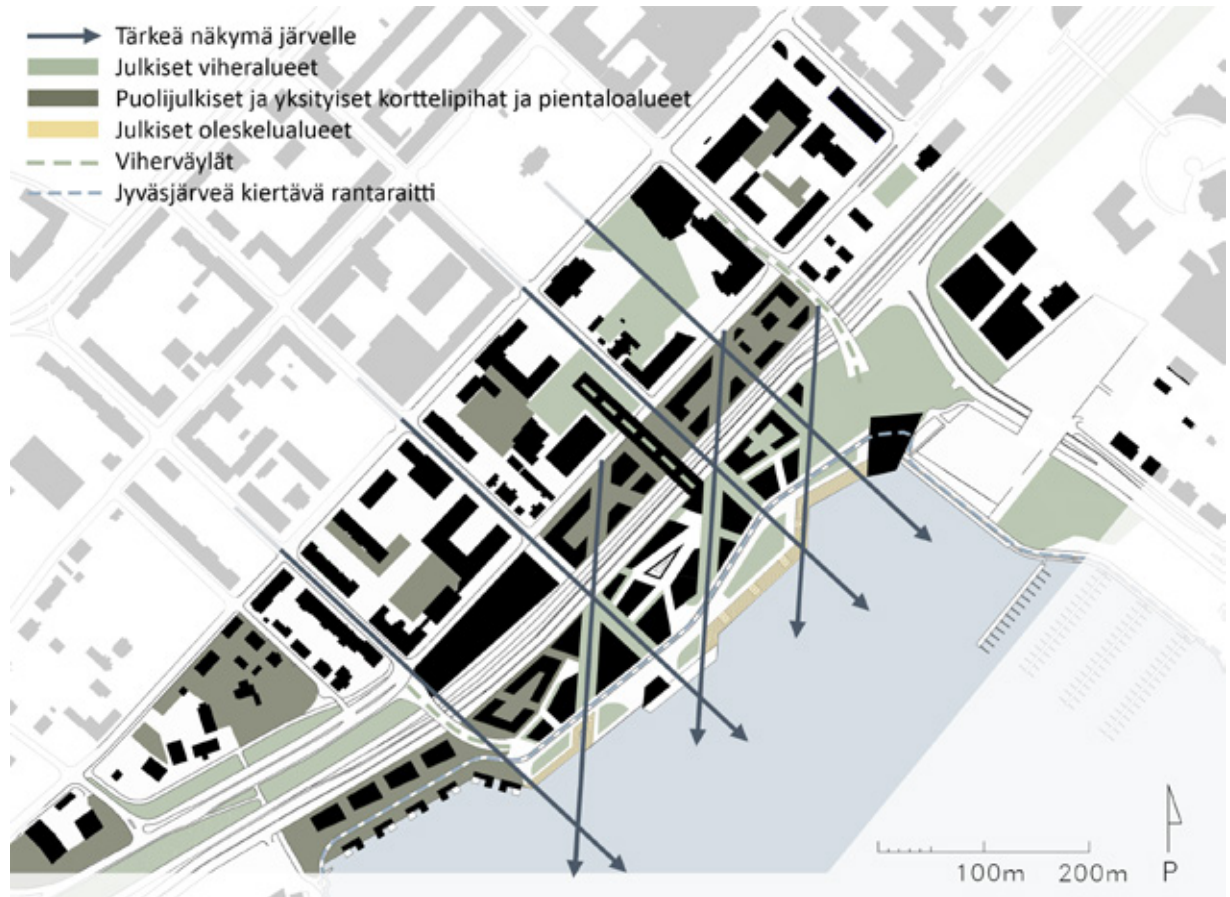 Tärkeä näkymä järvelle
Julkiset viheralueet
Puolijulkiset ja yksityiset korttelipihat ja pientaloalueet
Julkiset oleskelualueet
Viherväylät
Jyväsjärveä kiertävä rantaraitti
100m 200m P